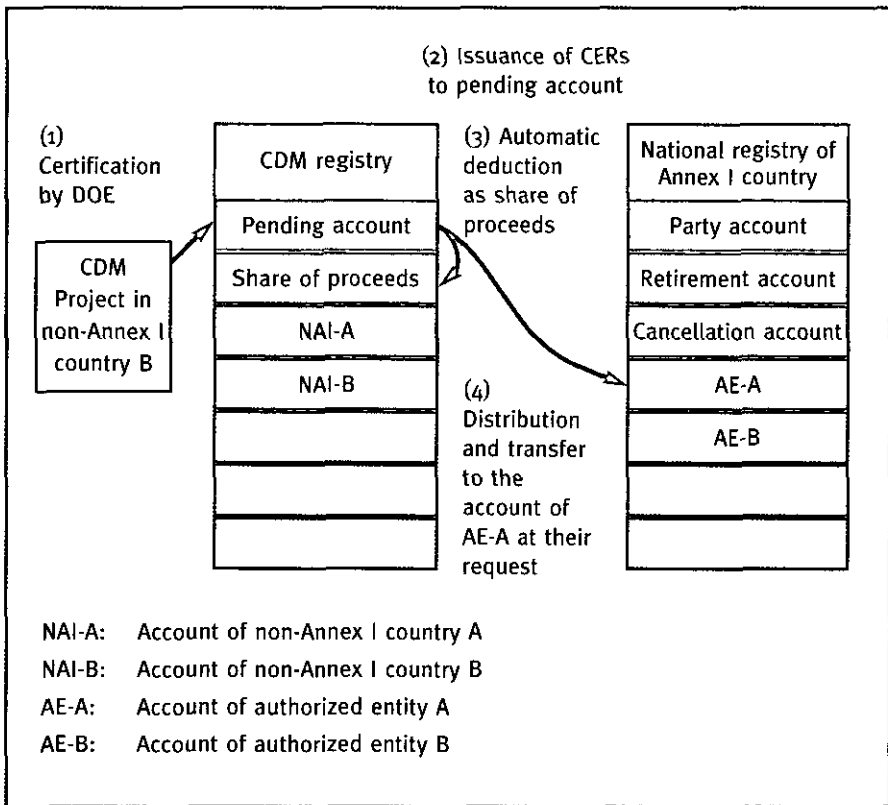 (2) Issuance of CERs
to pending account
(1)
Certification
by DOE
CDM
Project in
non-Annex I
country B
CDM registry
Pending account
Share of proceeds
NAI-A
NAI-B
(3) Automatic
deduction
as share of
proceeds
(4)
Distribution
and transfer
to the
account of
AE-A at their
request
National registry of
Annex I country
Party account
Retirement account
Cancellation account
AE-A
AE-B
NAI-A: Account of non-Annex I country A
NAI-B: Account of non-Annex I country B
AE-A: Account of authorized entity A
AE-B: Account of authorized entity B